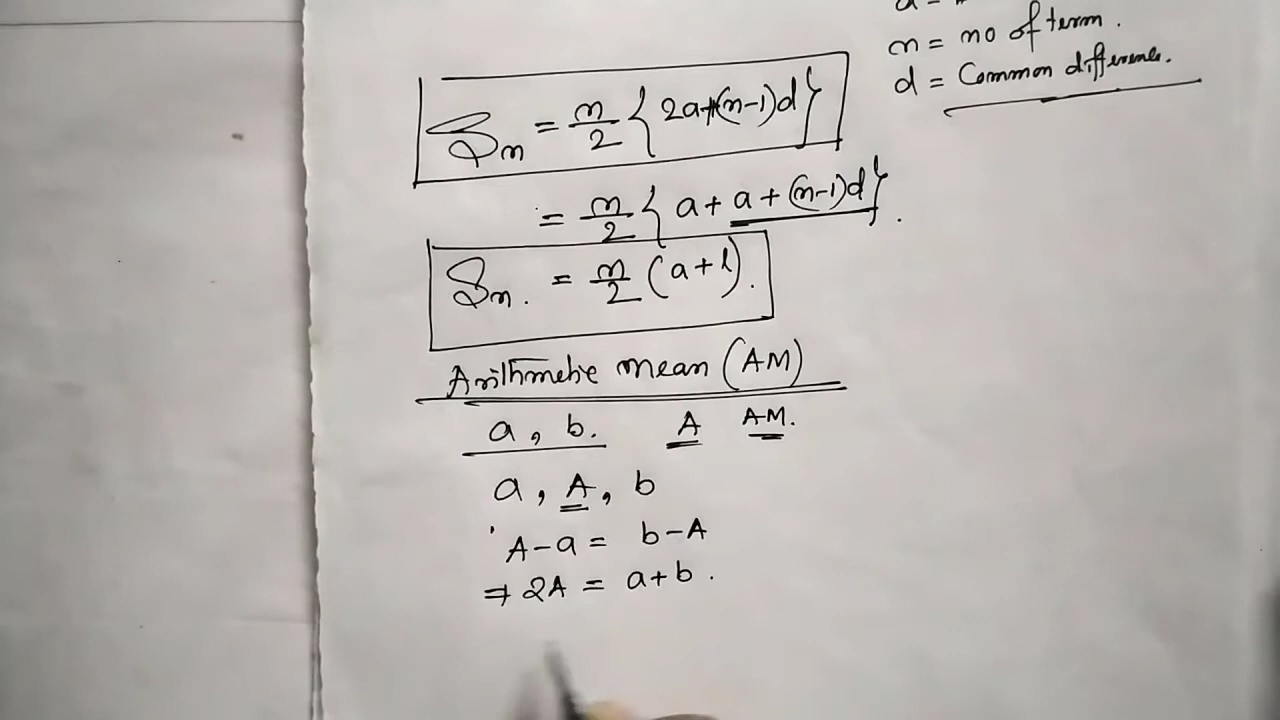 a =
n = no of term.
d = Common difference.
Sn = n/2 { 2a+(n-1)d}
= n/2 { a + a + (n-1)d} .
Sn. = n/2 (a+l).
Arithmetic mean (AM)
a, b. A AM.
a, A, b
A-a = b-A
⇒ 2A = a+b .